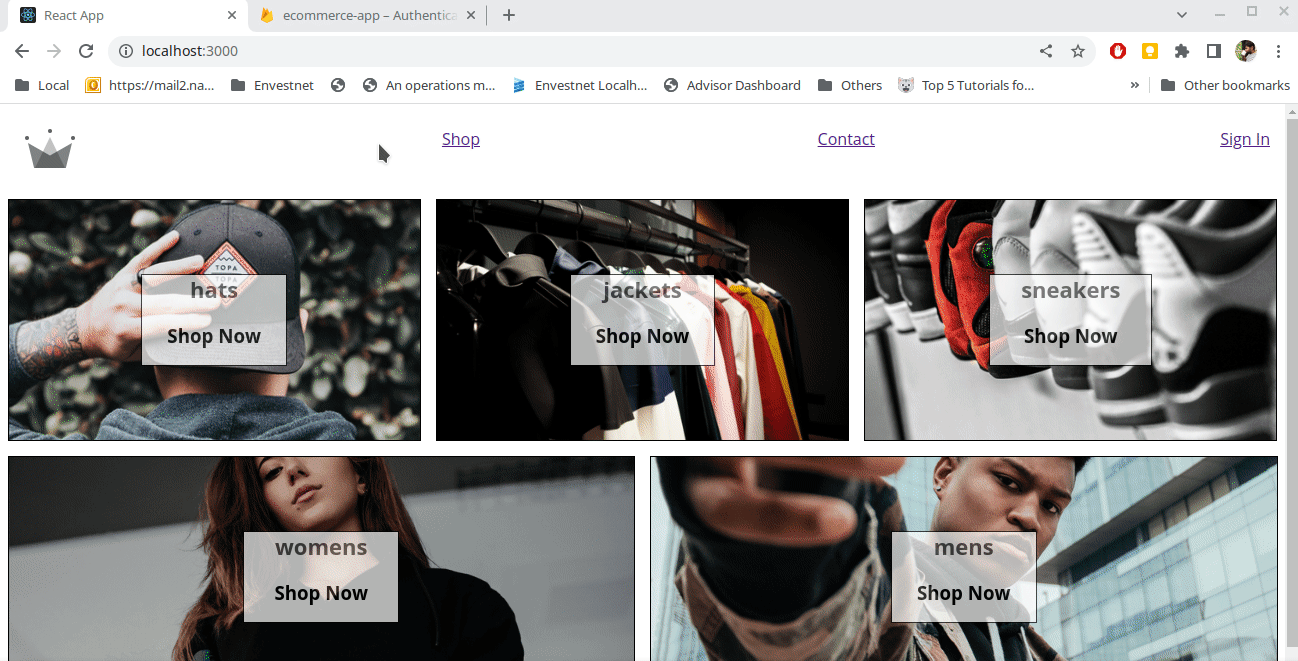 React App
ecommerce-app – Authentica
localhost:3000
Local
https://mail2.na...
Envestnet
An operations m...
Envestnet Localh...
Advisor Dashboard
Others
Top 5 Tutorials fo...
»
Other bookmarks
Shop
Contact
Sign In
TOPA
TOPA
hats
Shop Now
jackets
Shop Now
sneakers
Shop Now
womens
Shop Now
mens
Shop Now